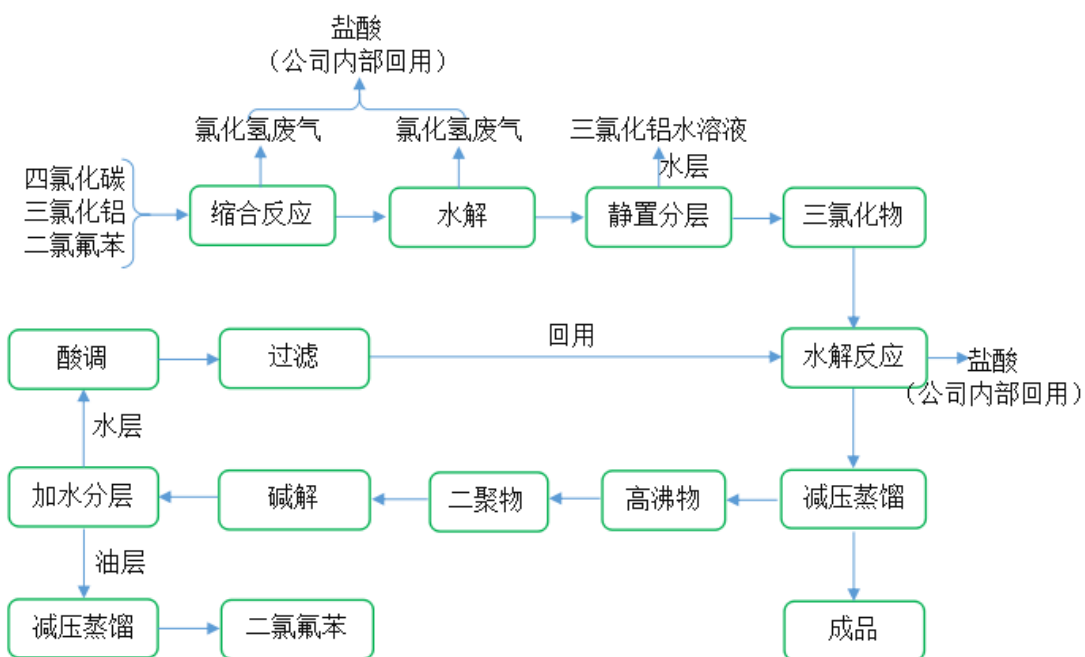 盐酸
（公司内部回用）
氯化氢废气
氯化氢废气
三氯化铝水溶液
水层
四氯化碳
三氯化铝
二氯氟苯
缩合反应
水解
静置分层
三氯化物
酸调
过滤
回用
水解反应
盐酸
（公司内部回用）
水层
加水分层
碱解
二聚物
高沸物
减压蒸馏
油层
减压蒸馏
二氯氟苯
成品